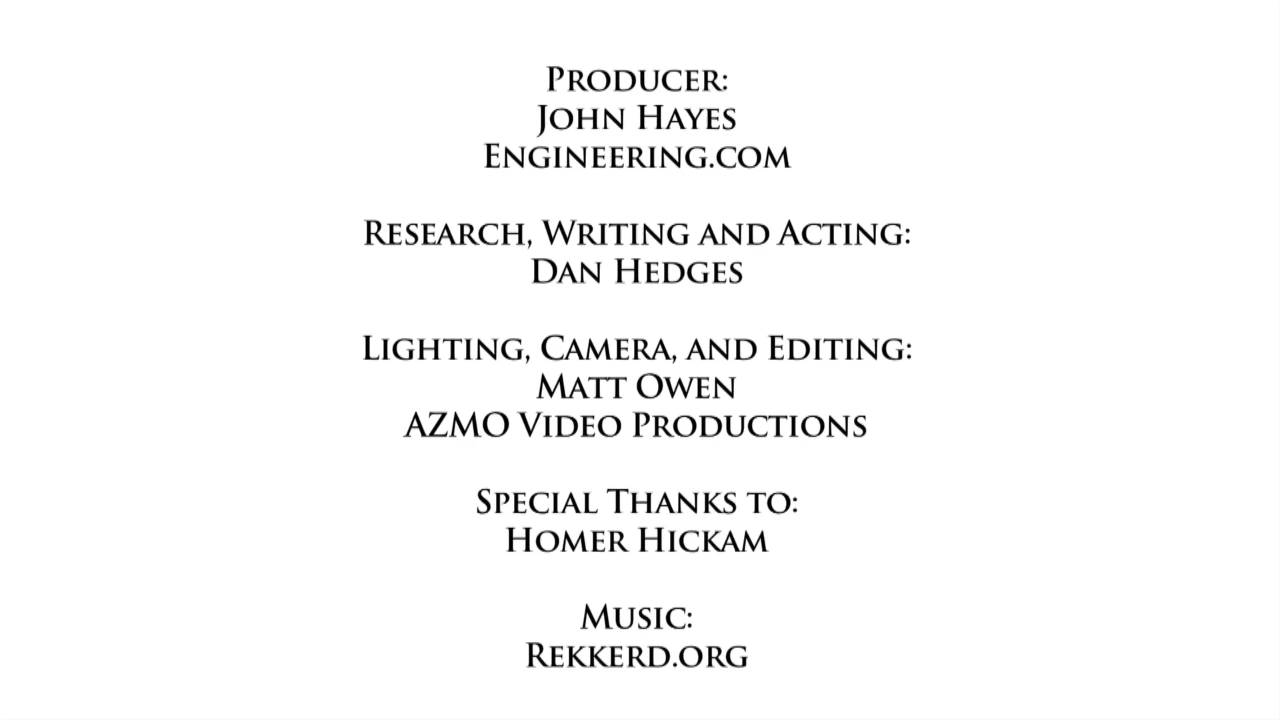 Producer:
John Hayes
Engineering.com
Research, Writing and Acting:
Dan Hedges
Lighting, Camera, and Editing:
Matt Owen
AZMO Video Productions
Special Thanks to:
Homer Hickam
Music:
Rekkerd.org